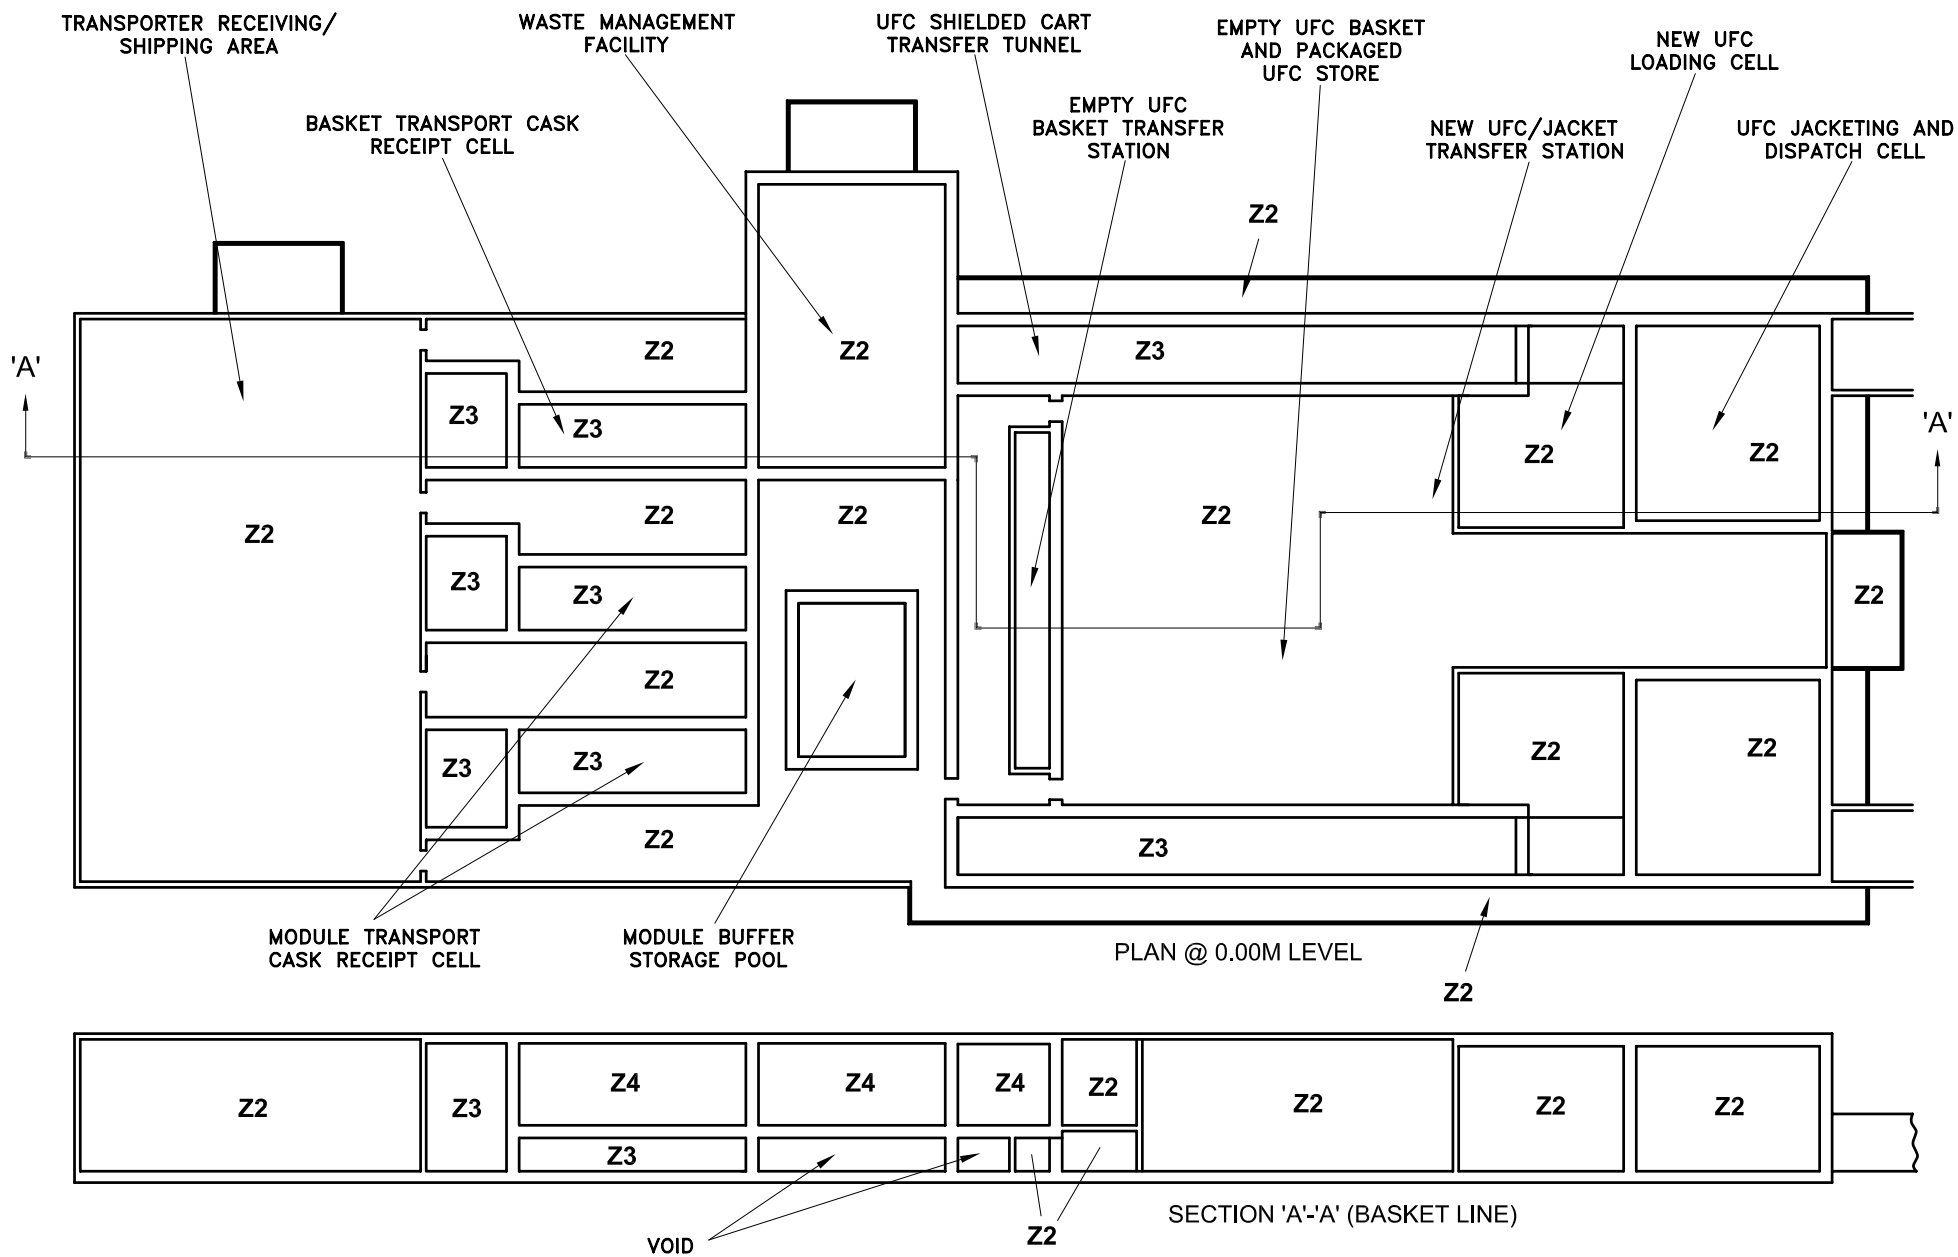 TRANSPORTER RECEIVING/
SHIPPING AREA
WASTE MANAGEMENT
FACILITY
UFC SHIELDED CART
TRANSFER TUNNEL
EMPTY UFC BASKET
AND PACKAGED
UFC STORE
NEW UFC
LOADING CELL
BASKET TRANSPORT CASK
RECEIPT CELL
EMPTY UFC
BASKET TRANSFER
STATION
NEW UFC/JACKET
TRANSFER STATION
UFC JACKETING AND
DISPATCH CELL
Z2
'A'
Z2
Z2
Z3
Z3
Z3
'A'
Z2
Z2
Z2
Z2
Z2
Z2
Z3
Z3
Z2
Z2
Z3
Z3
Z2
Z2
Z2
Z3
MODULE TRANSPORT
CASK RECEIPT CELL
MODULE BUFFER
STORAGE POOL
PLAN @ 0.00M LEVEL
Z2
Z2
Z3
Z4
Z4
Z4
Z2
Z2
Z2
Z2
Z3
VOID
Z2
SECTION 'A'-'A' (BASKET LINE)